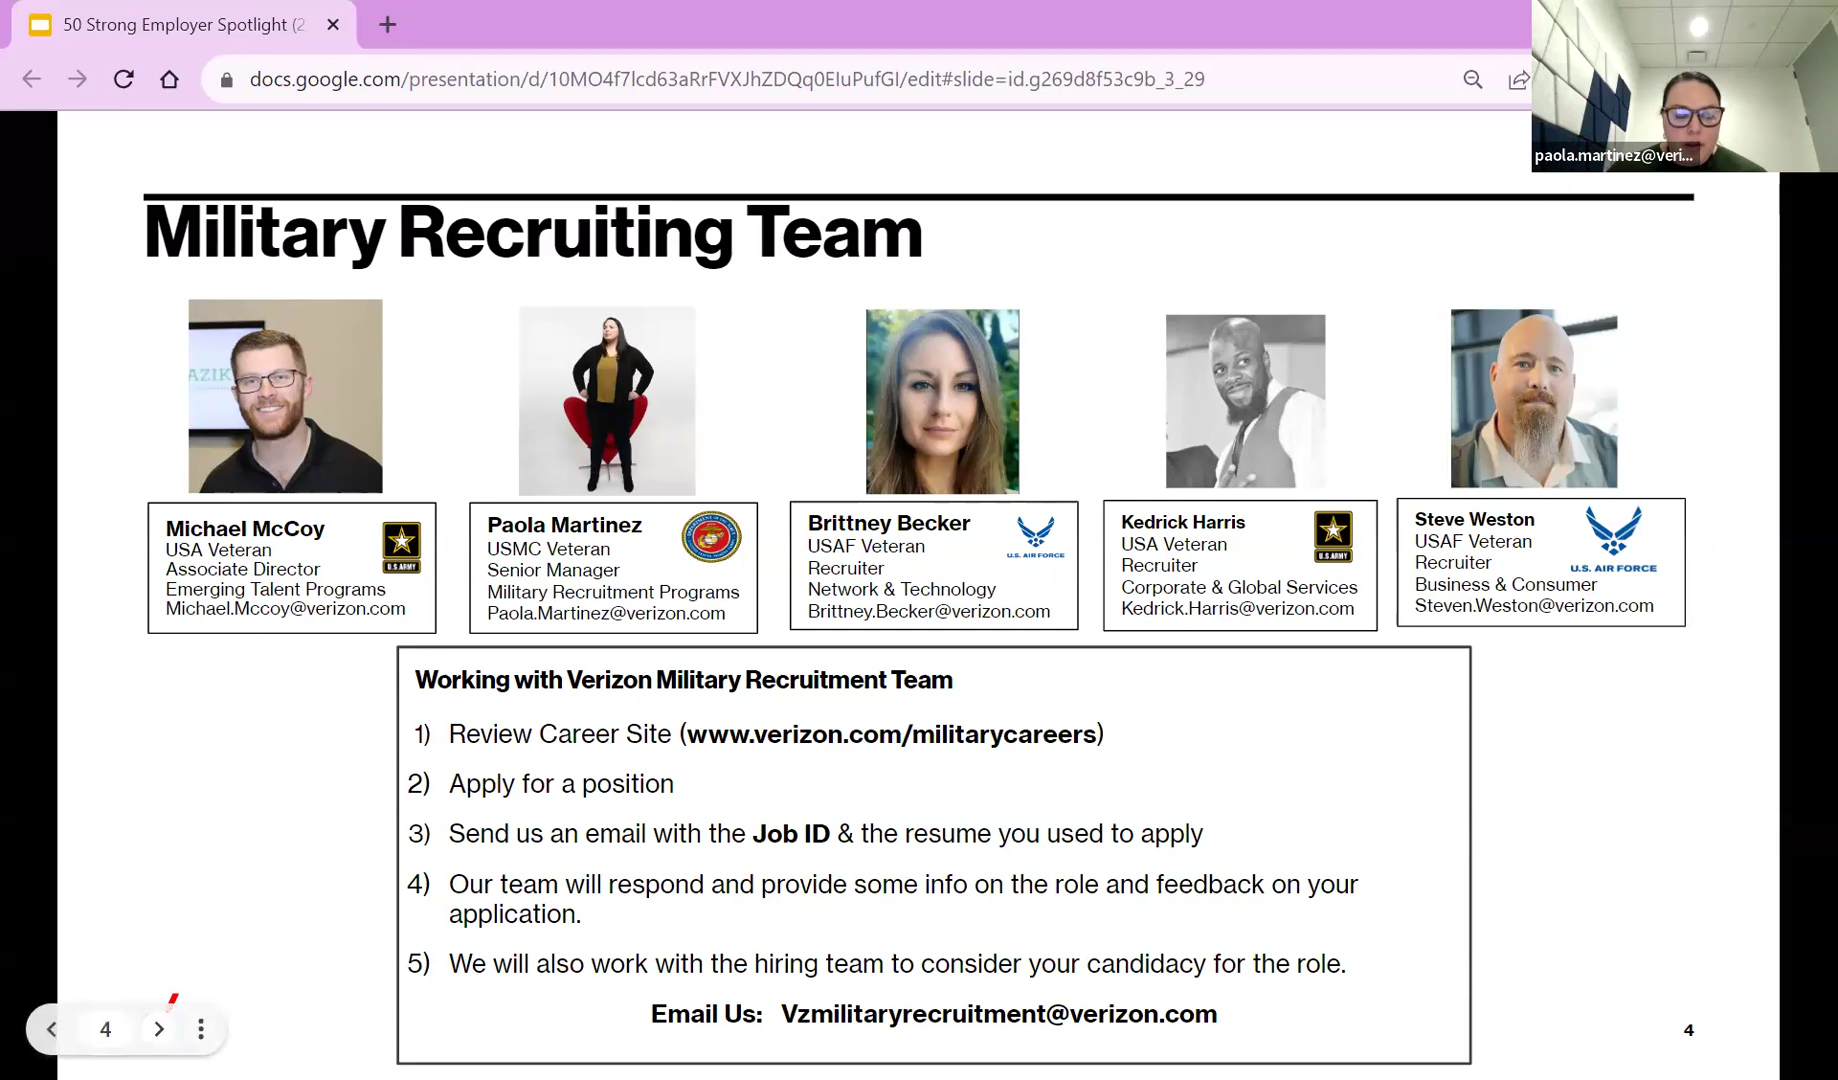 50 Strong Employer Spotlight (2
docs.google.com/presentation/d/10MO4f7lcd63aRrFVXJhZDQq0EIuPufGI/edit#slide=id.g269d8f53c9b_3_29
paola.martinez@veri...
Military Recruiting Team
AZIK
Michael McCoy
USA Veteran
Associate Director
Emerging Talent Programs
Michael.Mccoy@verizon.com
U.S.ARMY
Paola Martinez
USMC Veteran
Senior Manager
Military Recruitment Programs
Paola.Martinez@verizon.com
Brittney Becker
USAF Veteran
Recruiter
Network & Technology
Brittney.Becker@verizon.com
U.S. AIR FORCE
Kedrick Harris
USA Veteran
Recruiter
Corporate & Global Services
Kedrick.Harris@verizon.com
U.S.ARMY
Steve Weston
USAF Veteran
Recruiter
Business & Consumer
Steven.Weston@verizon.com
U.S. AIR FORCE
Working with Verizon Military Recruitment Team
1) Review Career Site (www.verizon.com/militarycareers)
2) Apply for a position
3) Send us an email with the Job ID & the resume you used to apply
4) Our team will respond and provide some info on the role and feedback on your
application.
5) We will also work with the hiring team to consider your candidacy for the role.
Email Us: Vzmilitaryrecruitment@verizon.com
4
4